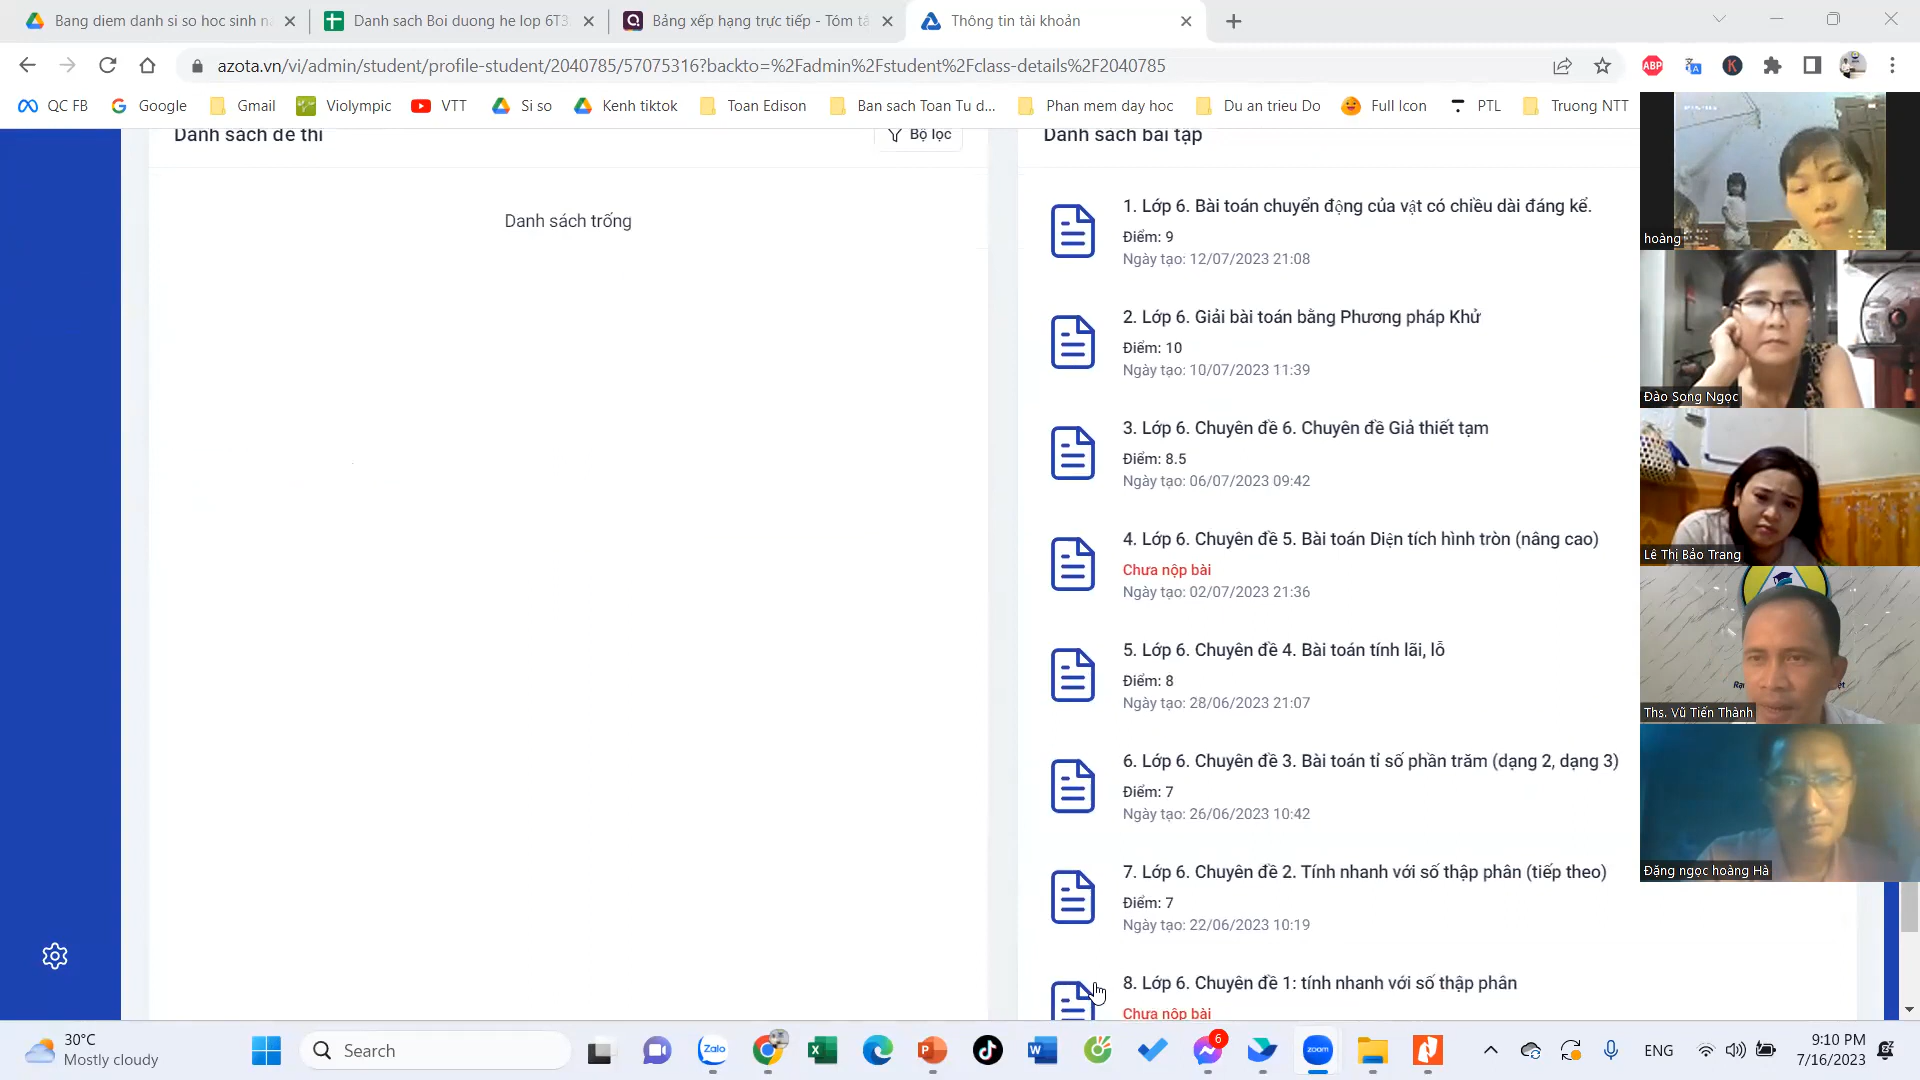 Bang diem danh si so hoc sinh n
Danh sach Boi duong he lop 6T3
Bảng xếp hạng trực tiếp - Tóm tắ
Thông tin tài khoản
azota.vn/vi/admin/student/profile-student/2040785/57075316?backto=%2Fadmin%2Fstudent%2Fclass-details%2F2040785
ABP
K
QC FB
Google
Gmail
Violympic
VTT
Si so
Kenh tiktok
Toan Edison
Ban sach Toan Tu d...
Phan mem day hoc
Du an trieu Do
Full Icon
PTL
Truong NTT
Danh sách đề thi
Bộ lọc
Danh sách trống
Danh sách bài tập
1. Lớp 6. Bài toán chuyển động của vật có chiều dài đáng kể.
Điểm: 9
Ngày tạo: 12/07/2023 21:08
2. Lớp 6. Giải bài toán bằng Phương pháp Khử
Điểm: 10
Ngày tạo: 10/07/2023 11:39
3. Lớp 6. Chuyên đề 6. Chuyên đề Giả thiết tạm
Điểm: 8.5
Ngày tạo: 06/07/2023 09:42
4. Lớp 6. Chuyên đề 5. Bài toán Diện tích hình tròn (nâng cao)
Chưa nộp bài
Ngày tạo: 02/07/2023 21:36
5. Lớp 6. Chuyên đề 4. Bài toán tính lãi, lỗ
Điểm: 8
Ngày tạo: 28/06/2023 21:07
6. Lớp 6. Chuyên đề 3. Bài toán tỉ số phần trăm (dạng 2, dạng 3)
Điểm: 7
Ngày tạo: 26/06/2023 10:42
7. Lớp 6. Chuyên đề 2. Tính nhanh với số thập phân (tiếp theo)
Điểm: 7
Ngày tạo: 22/06/2023 10:19
8. Lớp 6. Chuyên đề 1: tính nhanh với số thập phân
Chưa nộp bài
hoàng
Đào Song Ngọc
Lê Thị Bảo Trang
Ths. Vũ Tiến Thành
Đặng ngọc hoàng Hà
30°C
Mostly cloudy
Search
Zalo
6
zoom
ENG
9:10 PM
7/16/2023